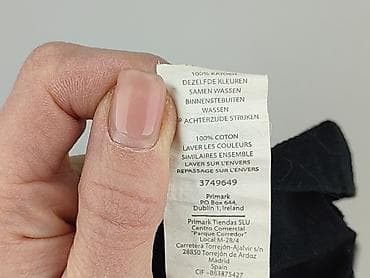 100% KATOEN
DEZELFDE KLEUREN
SAMEN WASSEN
BINNENSTEBUITEN
WASSEN
ACHTERZIJDE STRIJKEN
100% COTON
LAVER LES COULEURS
SIMILAIRES ENSEMBLE
LAVER SUR L'ENVERS
REPASSAGE SUR L'ENVERS
3749649
Primark
PO Box 644,
Dublin 1, Ireland
Primark Tiendas SLU
Centro Comercial
"Parque Corredor"
Local M-28/4
Carretera Torrejón-Ajalvir s/n
28850 Torrejón de Ardoz
Madrid
Spain
CIF -B83875427